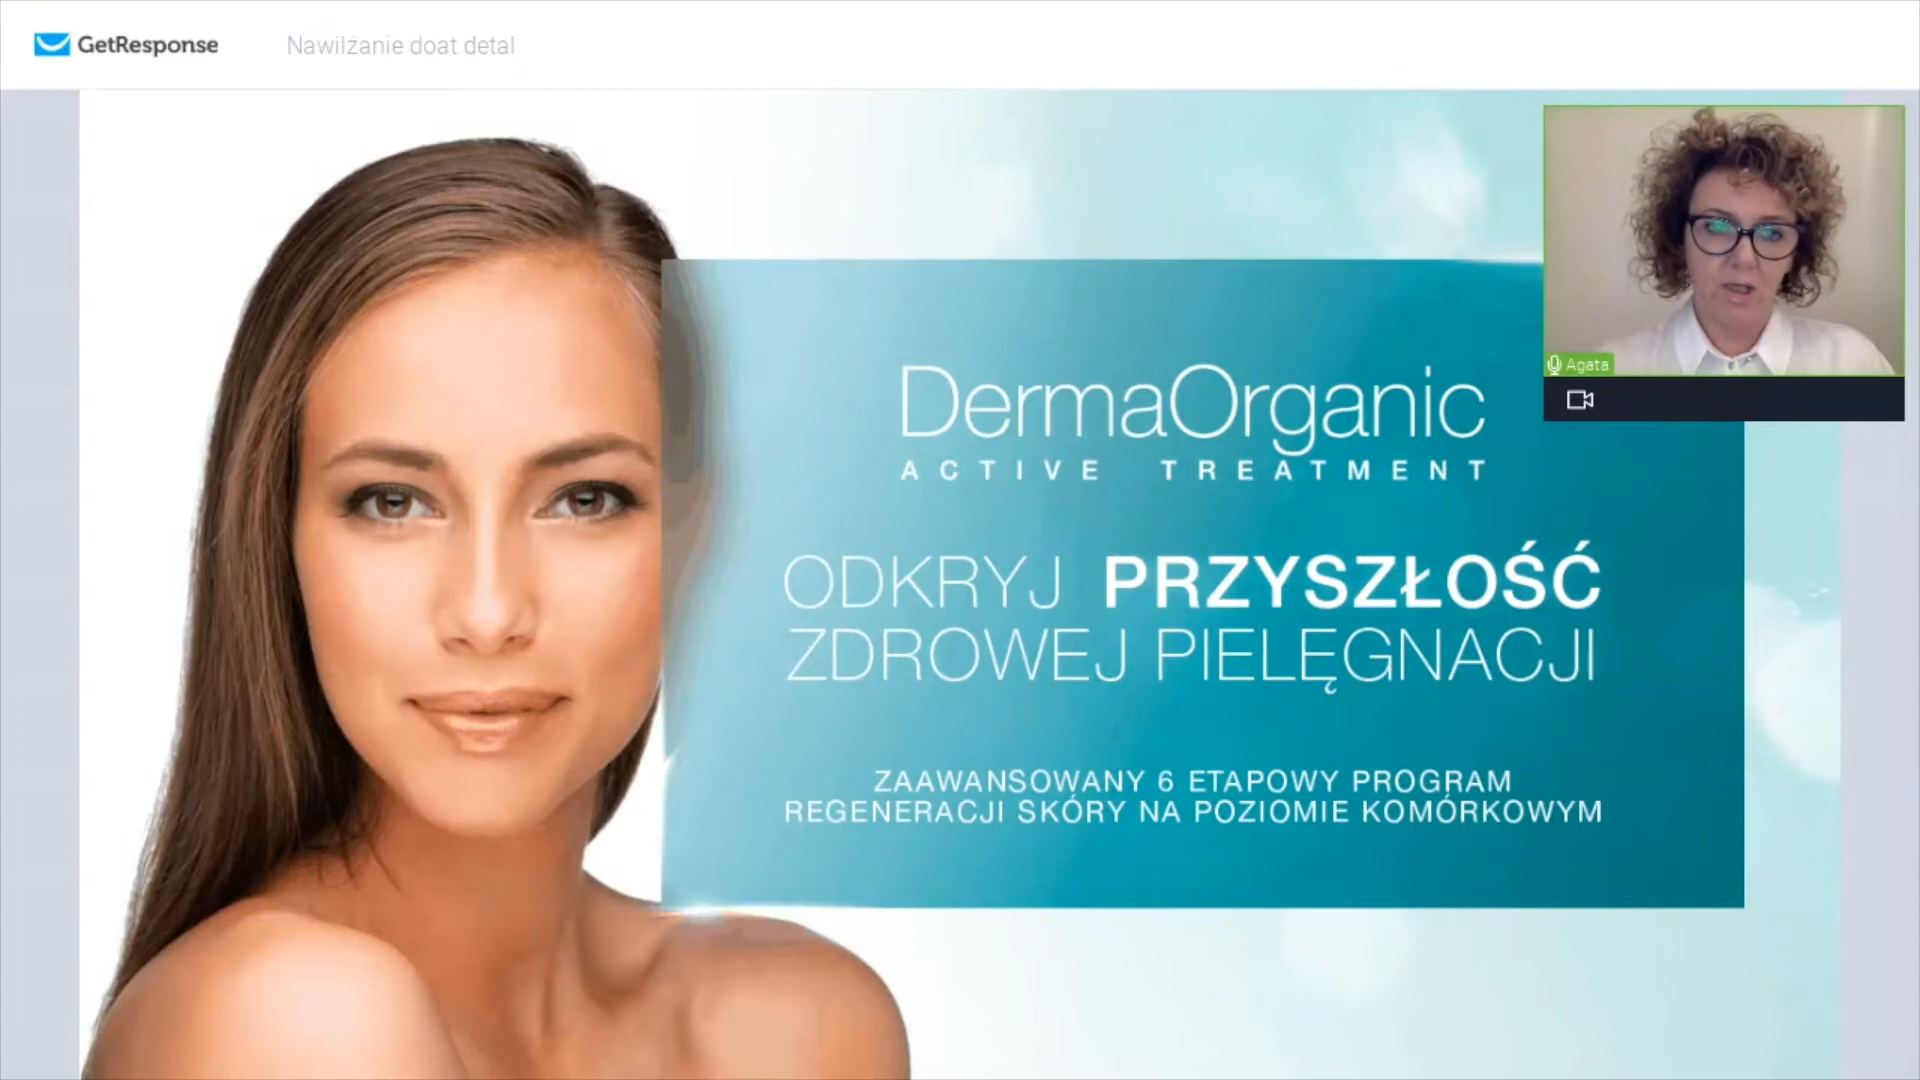 GetResponse
Nawilżanie doat detal
Agata
DermaOrganic
ACTIVE TREATMENT
ODKRYJ PRZYSZŁOŚĆ
ZDROWEJ PIELĘGNACJI
ZAAWANSOWANY 6 ETAPOWY PROGRAM
REGENERACJI SKÓRY NA POZIOMIE KOMÓRKOWYM